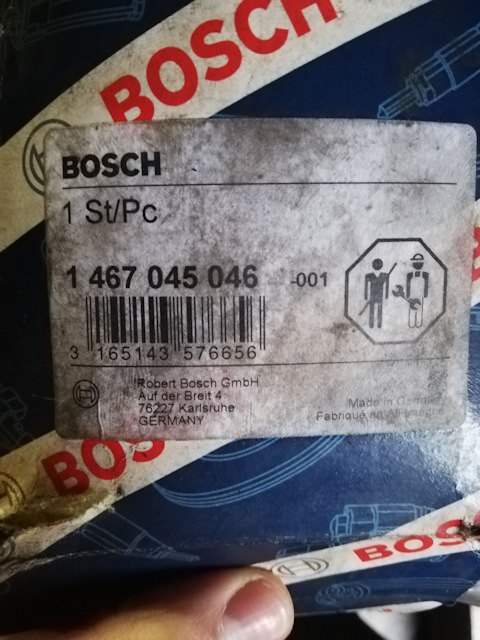 BOSCH
BOSCH
1 St/Pc
1 467 045 046 -001
3 165143 576656
Robert Bosch GmbH
Auf der Breit 4
76227 Karlsruhe
GERMANY
Made in Germany
Fabriqué en Allemagne
BOS
BOSC